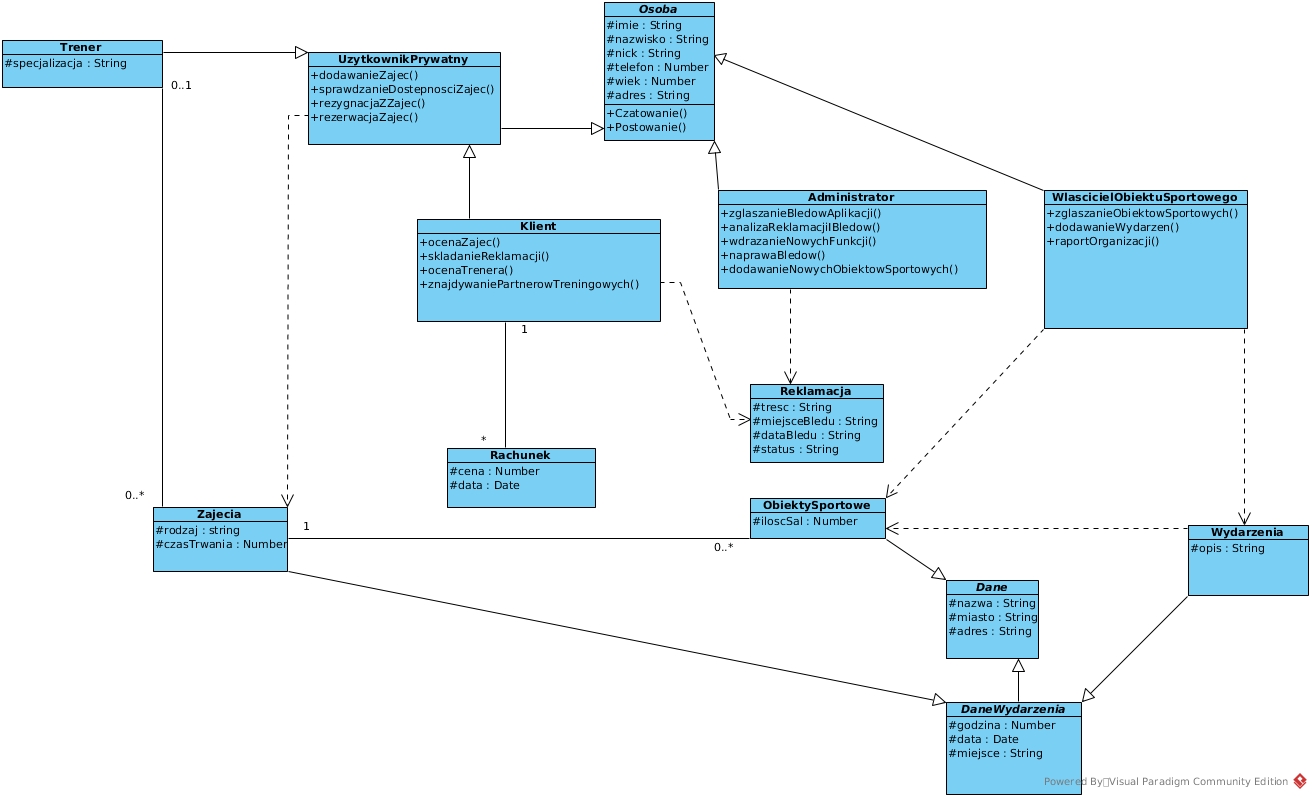 Osoba
#imie : String
#nazwisko : String
#nick : String
#telefon : Number
#wiek : Number
#adres : String
+Czatowanie()
+Postowanie()
Trener
#specjalizacja : String
0..1
UzytkownikPrywatny
+dodawanieZajec()
+sprawdzanieDostepnosciZajec()
+rezygnacjaZZajec()
+rezerwacjaZajec()
Klient
+ocenaZajec()
+skladanieReklamacji()
+ocenaTrenera()
+znajdywaniePartnerowTreningowych()
1
Administrator
+zglaszanieBledowAplikacji()
+analizaReklamacjiIBledow()
+wdrazanieNowychFunkcji()
+naprawaBledow()
+dodawanieNowychObiektowSportowych()
WlascicielObiektuSportowego
+zglaszanieObiektowSportowych()
+dodawanieWydarzen()
+raportOrganizacji()
Reklamacja
#tresc : String
#miejsceBledu : String
#dataBledu : String
#status : String
*
Rachunek
#cena : Number
#data : Date
0..*
Zajecia
#rodzaj : string
#czasTrwania : Number
1
0..*
ObiektySportowe
#iloscSal : Number
Wydarzenia
#opis : String
Dane
#nazwa : String
#miasto : String
#adres : String
DaneWydarzenia
#godzina : Number
#data : Date
#miejsce : String
Powered By Visual Paradigm Community Edition